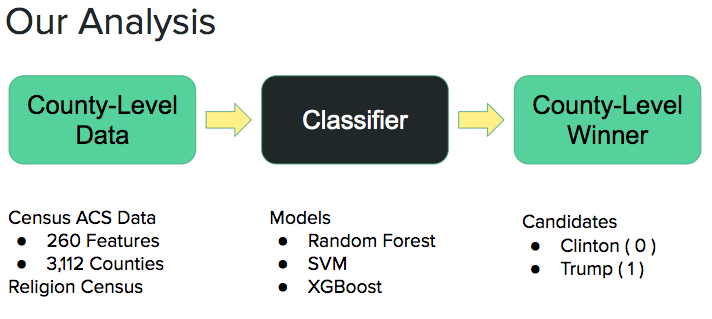 Our Analysis
County-Level
Data
Classifier
County-Level
Winner
Census ACS Data
● 260 Features
● 3,112 Counties
Religion Census
Models
● Random Forest
● SVM
● XGBoost
Candidates
● Clinton ( 0 )
● Trump ( 1 )